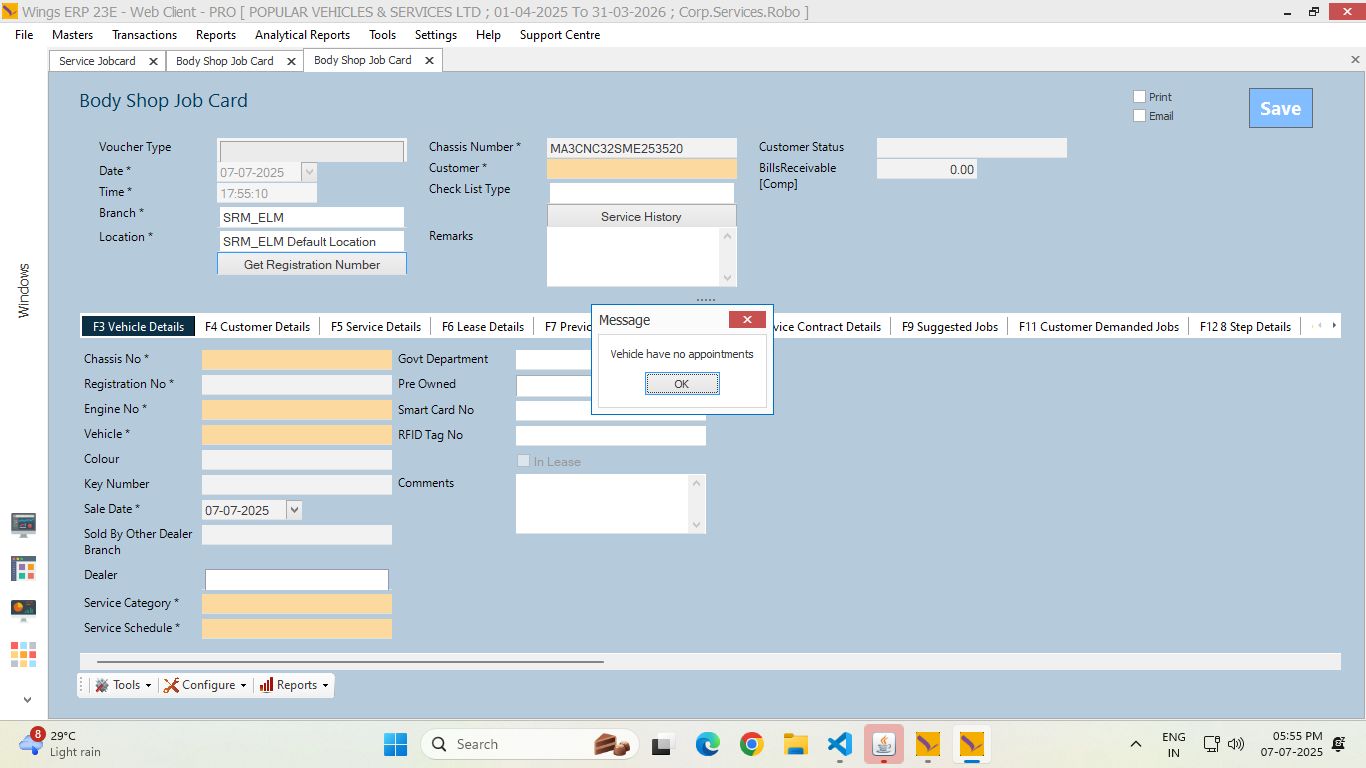 Wings ERP 23E - Web Client - PRO [ POPULAR VEHICLES & SERVICES LTD ; 01-04-2025 To 31-03-2026 ; Corp.Services.Robo ]
File Masters Transactions Reports Analytical Reports Tools Settings Help Support Centre
Service Jobcard Body Shop Job Card Body Shop Job Card
Body Shop Job Card
Print
Email
Save
Voucher Type
Date *
07-07-2025
Time *
17:55:10
Branch *
SRM_ELM
Location *
SRM_ELM Default Location
Get Registration Number
Chassis Number *
MA3CNC32SME253520
Customer *
Check List Type
Service History
Remarks
Customer Status
BillsReceivable
[Comp]
0.00
Windows
F3 Vehicle Details F4 Customer Details F5 Service Details F6 Lease Details F7 Previo vice Contract Details F9 Suggested Jobs F11 Customer Demanded Jobs F12 8 Step Details
Message
Vehicle have no appointments
OK
Chassis No *
Registration No *
Engine No *
Vehicle *
Colour
Key Number
Sale Date *
07-07-2025
Sold By Other Dealer
Branch
Dealer
Service Category *
Service Schedule *
Govt Department
Pre Owned
Smart Card No
RFID Tag No
In Lease
Comments
Tools Configure Reports
8
29°C
Light rain
Search
ENG
IN
05:55 PM
07-07-2025